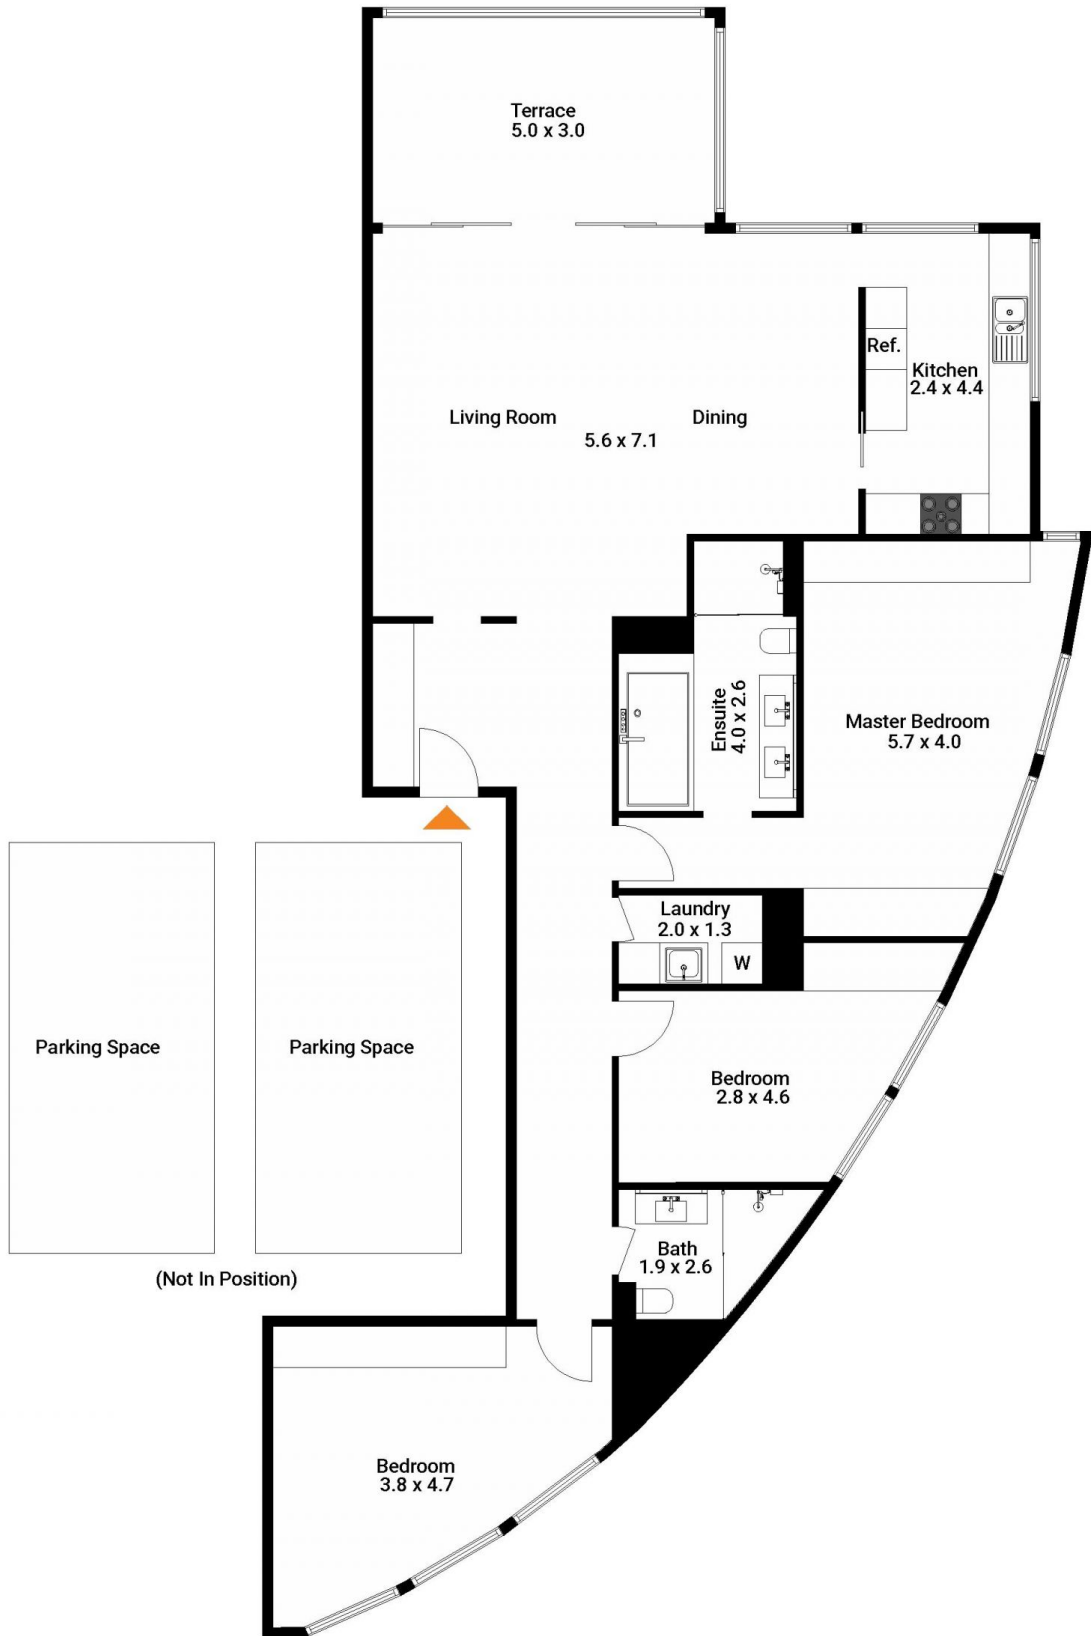 Terrace
5.0 x 3.0
Ref.
Kitchen
2.4 x 4.4
Living Room
Dining
5.6 x 7.1
Ensuite
4.0 x 2.6
Master Bedroom
5.7 x 4.0
Laundry
2.0 x 1.3
W
Parking Space
Parking Space
Bedroom
2.8 x 4.6
Bath
1.9 x 2.6
(Not In Position)
Bedroom
3.8 x 4.7